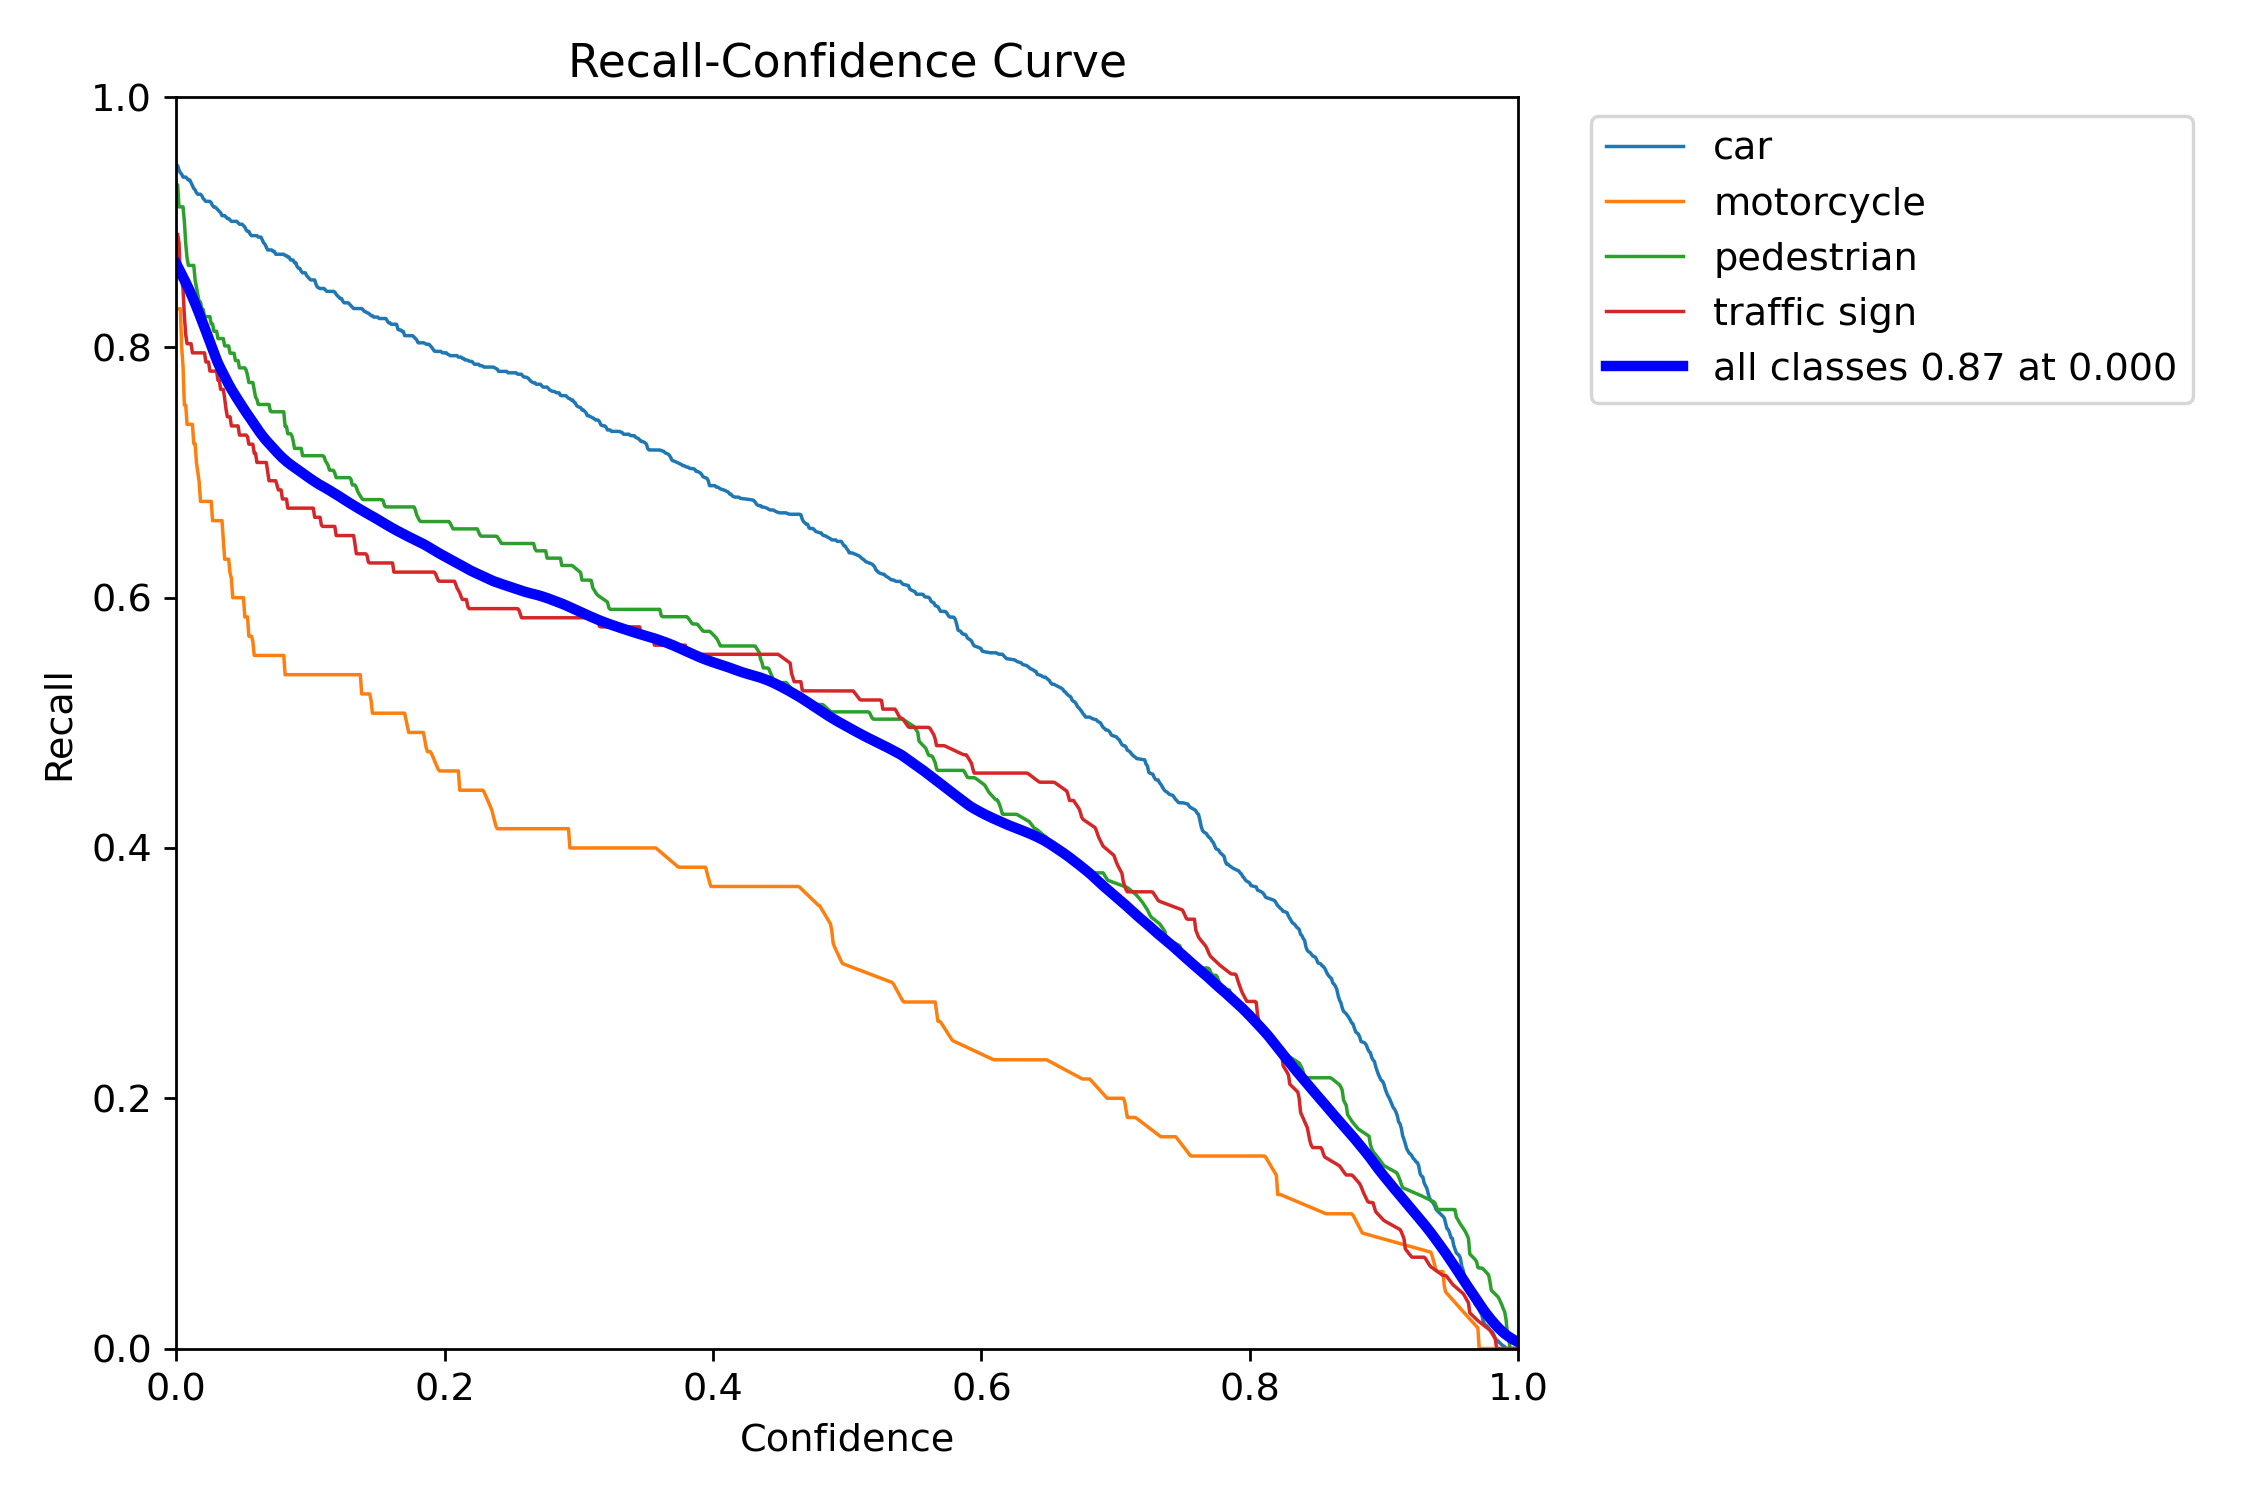 Recall-Confidence Curve
1.0
0.8
0.6
0.4
0.2
0.0
Recall
0.0 0.2 0.4 0.6 0.8 1.0
Confidence
car
motorcycle
pedestrian
traffic sign
all classes 0.87 at 0.000